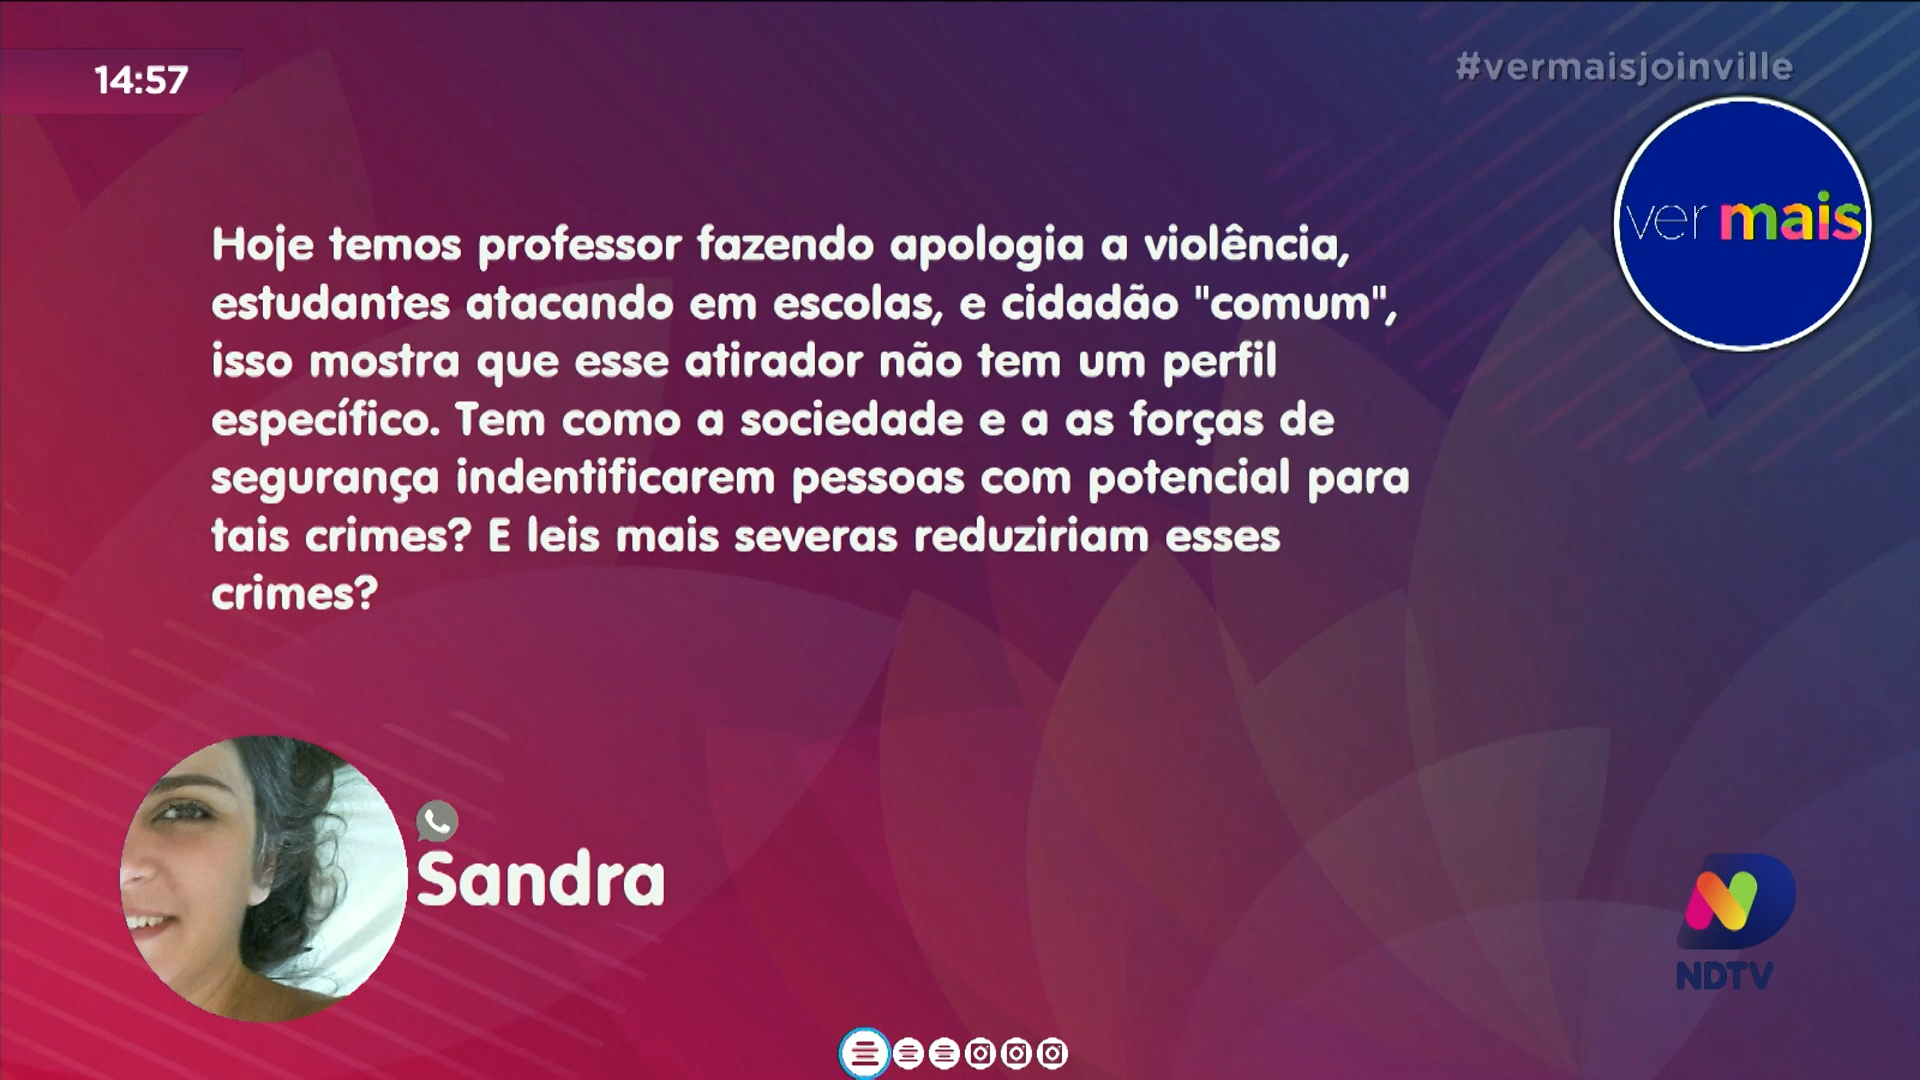 14:57
#vermaisjoinville
ver mais
Hoje temos professor fazendo apologia a violência,
estudantes atacando em escolas, e cidadão "comum",
isso mostra que esse atirador não tem um perfil
específico. Tem como a sociedade e a as forças de
segurança indentificarem pessoas com potencial para
tais crimes? E leis mais severas reduziriam esses
crimes?
Sandra
NDTV